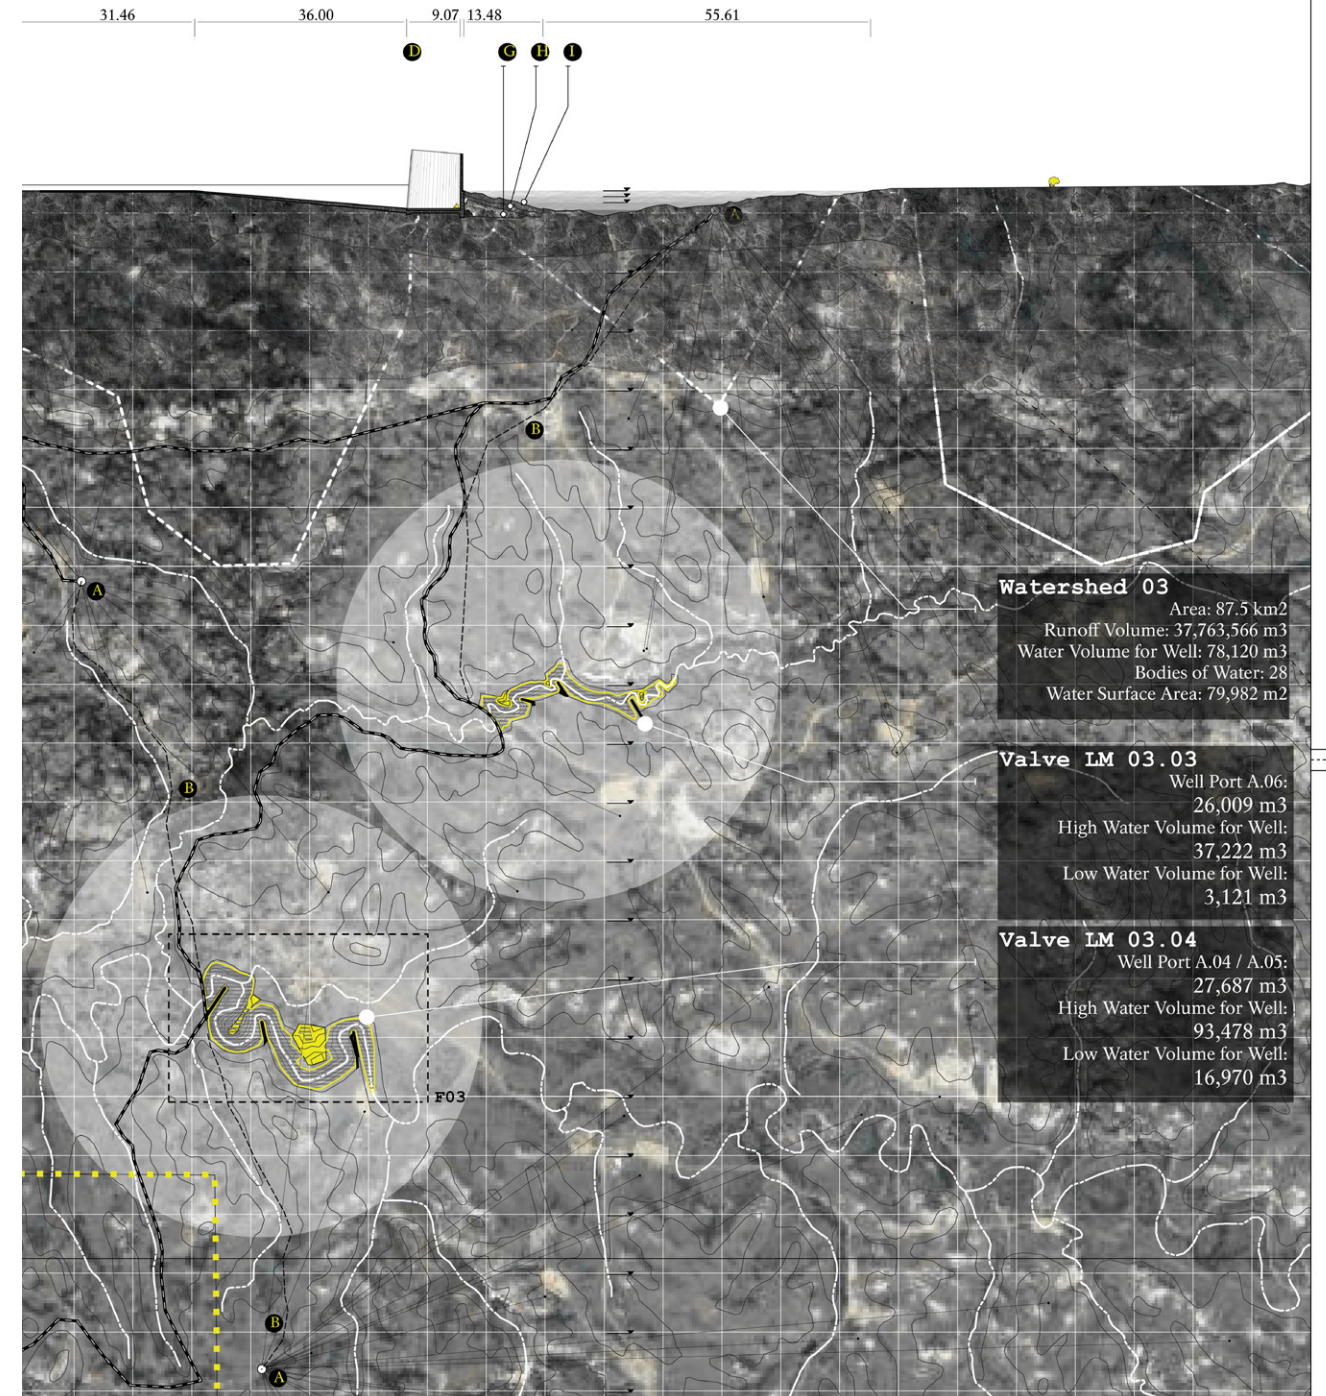 31.46 36.00 9.07 13.48 55.61
D G H I
A
B
A
Watershed 03
Area: 87.5 km2
Runoff Volume: 37,763,566 m3
Water Volume for Well: 78,120 m3
Bodies of Water: 28
Water Surface Area: 79,982 m2
Valve LM 03.03
Well Port A.06:
26,009 m3
High Water Volume for Well:
37,222 m3
Low Water Volume for Well:
3,121 m3
B
Valve LM 03.04
Well Port A.04 / A.05:
27,687 m3
High Water Volume for Well:
93,478 m3
Low Water Volume for Well:
16,970 m3
F03
B
A